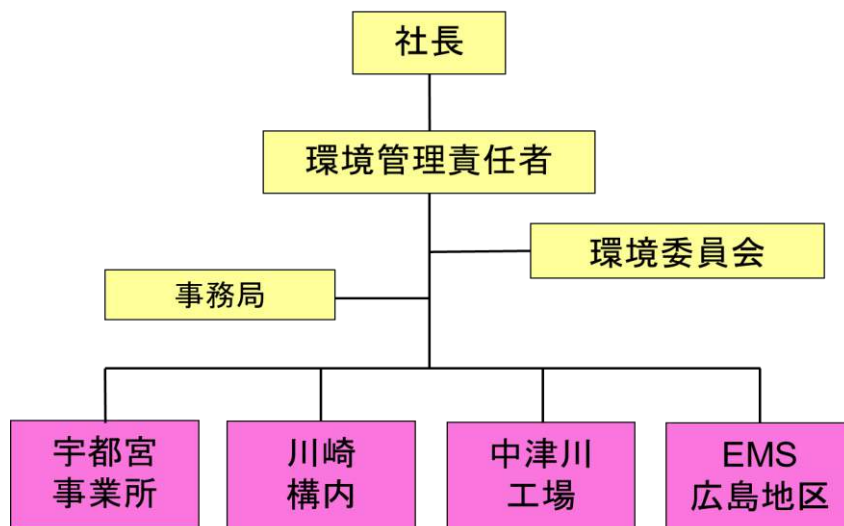 社長
環境管理責任者
環境委員会
事務局
宇都宮
事業所
川崎
構内
中津川
工場
EMS
広島地区